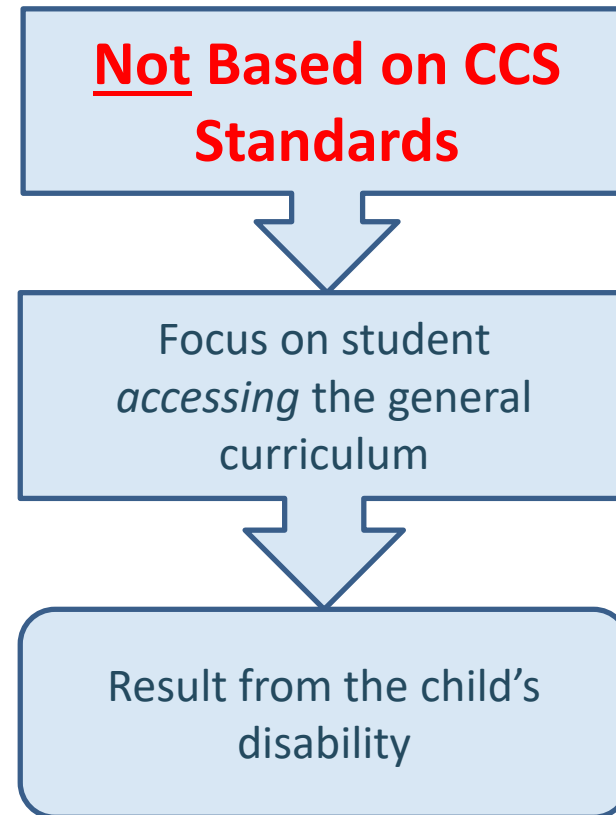 Not Based on CCS
Standards
Focus on student
accessing the general
curriculum
Result from the child’s
disability